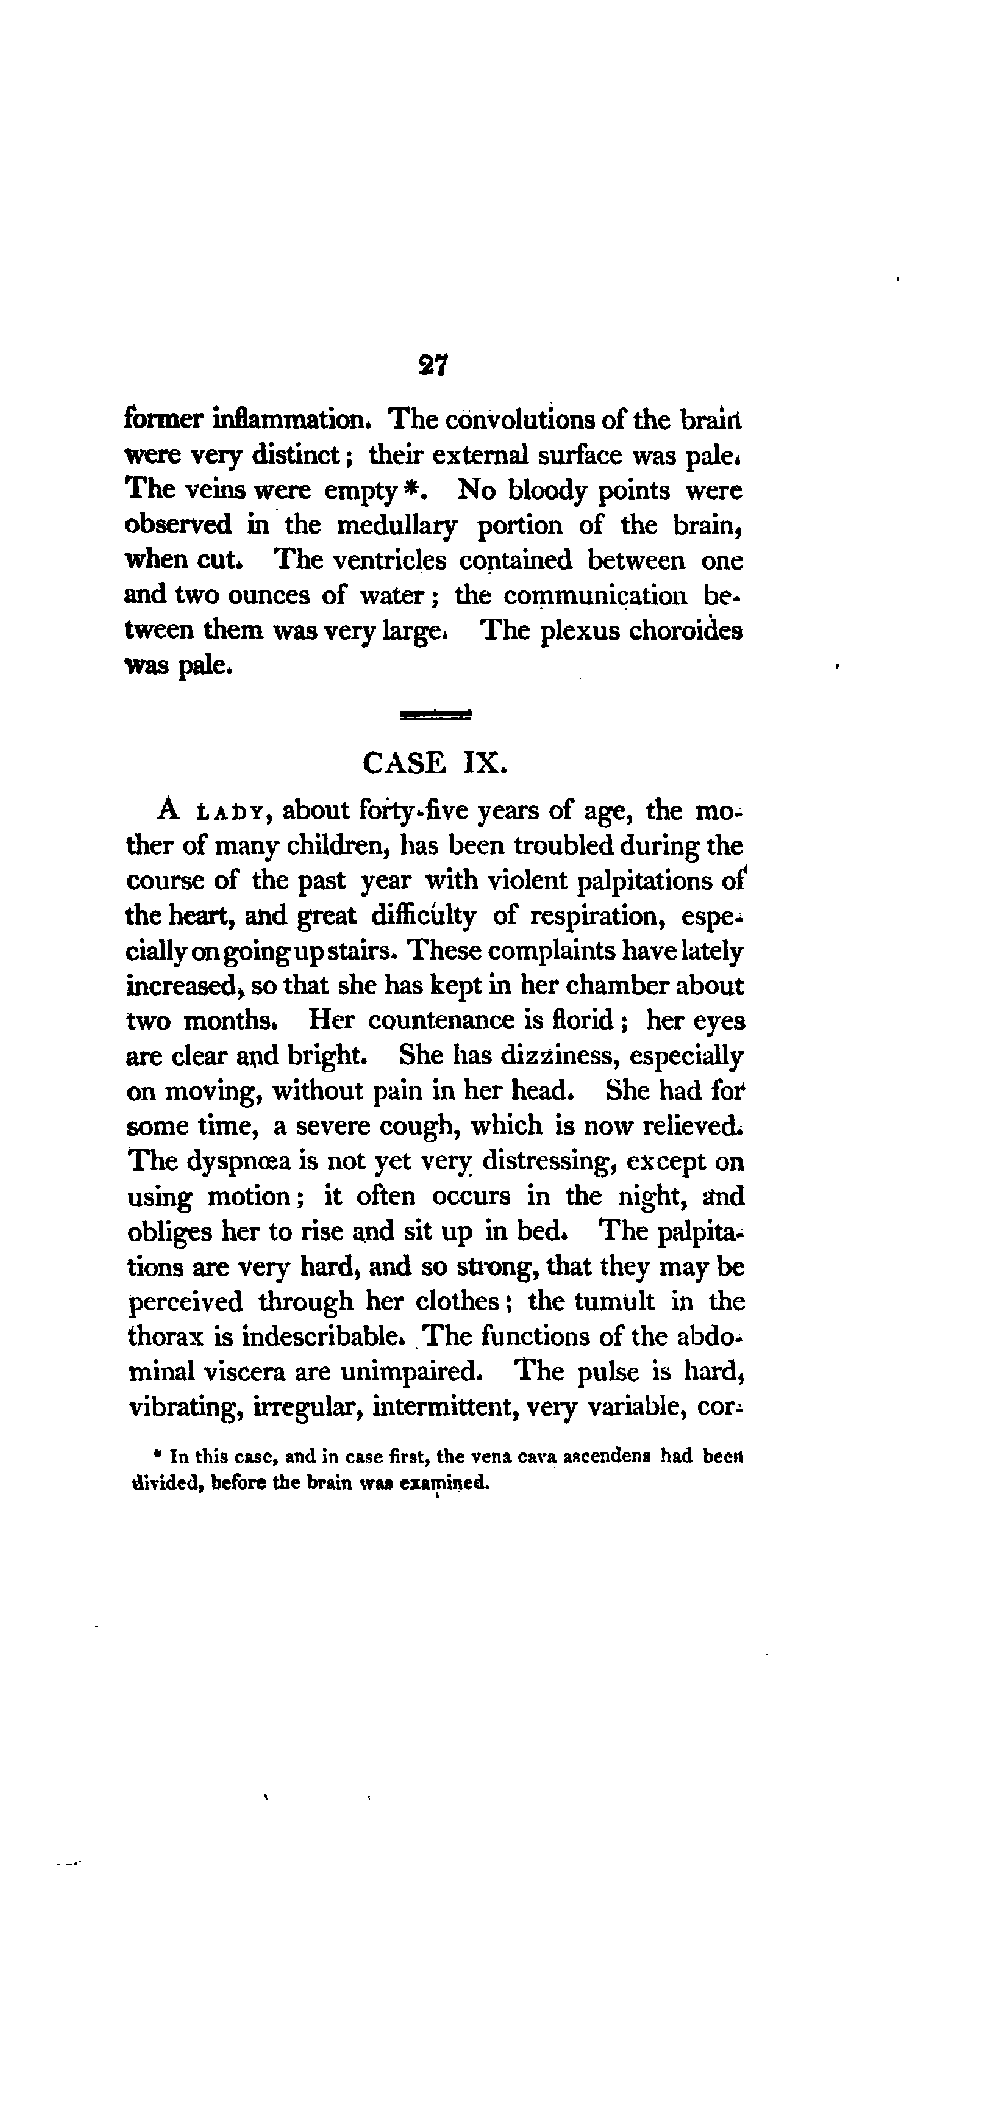 27
former inflammation. The convolutions of the brain
were very distinct; their external surface was pale.
The veins were empty *. No bloody points were
observed in the medullary portion of the brain,
when cut. The ventricles contained between one
and two ounces of water; the communication be-
tween them was very large. The plexus choroides
was pale.
CASE IX.
A LADY, about forty-five years of age, the mo-
ther of many children, has been troubled during the
course of the past year with violent palpitations of
the heart, and great difficulty of respiration, espe-
cially on going up stairs. These complaints have lately
increased, so that she has kept in her chamber about
two months. Her countenance is florid; her eyes
are clear and bright. She has dizziness, especially
on moving, without pain in her head. She had for
some time, a severe cough, which is now relieved.
The dyspnœa is not yet very distressing, except on
using motion; it often occurs in the night, and
obliges her to rise and sit up in bed. The palpita-
tions are very hard, and so strong, that they may be
perceived through her clothes; the tumult in the
thorax is indescribable. The functions of the abdo-
minal viscera are unimpaired. The pulse is hard,
vibrating, irregular, intermittent, very variable, cor-
* In this case, and in case first, the vena cava ascendens had been
divided, before the brain was examined.